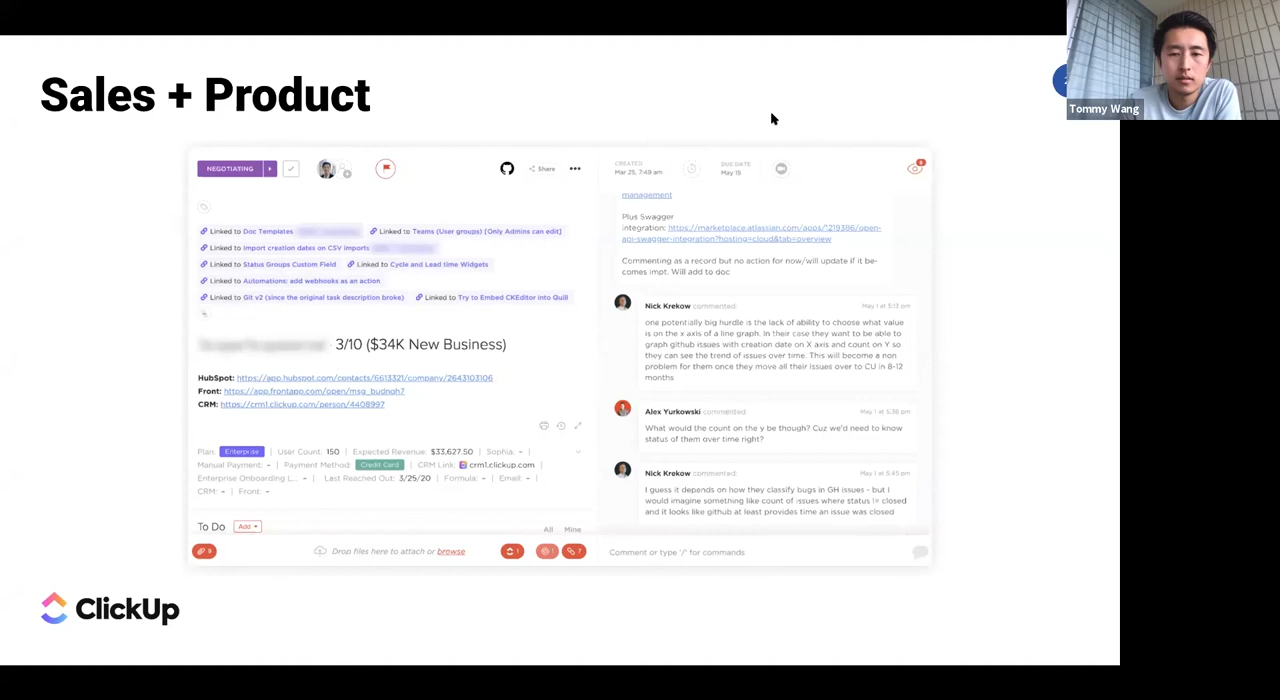 Sales + Product
Tommy Wang
NEGOTIATING
Share
CREATED
Mar 25, 7:49 am
DUE DATE
May 19
8
Linked to Doc Templates
Linked to Teams (User groups) [Only Admins can edit]
Linked to Import creation dates on CSV imports
Linked to Status Groups Custom Field
Linked to Cycle and Lead time Widgets
Linked to Automations: add webhooks as an action
Linked to Git v2 (since the original task description broke)
Linked to Try to Embed CKEditor into Quill
- 3/10 ($34K New Business)
HubSpot: https://app.hubspot.com/contacts/6613321/company/2643103106
Front: https://app.frontapp.com/open/msg_budnqh7
CRM: https://crm1.clickup.com/person/4408997
Plan: Enterprise | User Count: 150 | Expected Revenue: $33,627.50 | Sophia: - |
Manual Payment: - | Payment Method: Credit Card | CRM Link: crm1.clickup.com |
Enterprise Onboarding L... - | Last Reached Out: 3/25/20 | Formula: - | Email: - |
CRM: - | Front: -
To Do
Add
All
Mine
9
Drop files here to attach or browse
1
1
7
management
Plus Swagger
integration: https://marketplace.atlassian.com/apps/1219386/open-
api-swagger-integration?hosting=cloud&tab=overview
Commenting as a record but no action for now/will update if it be-
comes impt. Will add to doc
Nick Krekow commented:
May 1 at 5:13 pm
one potentially big hurdle is the lack of ability to choose what value
is on the x axis of a line graph. In their case they want to be able to
graph github issues with creation date on X axis and count on Y so
they can see the trend of issues over time. This will become a non
problem for them once they move all their issues over to CU in 8-12
months
Alex Yurkowski commented:
May 1 at 5:36 pm
What would the count on the y be though? Cuz we'd need to know
status of them over time right?
Nick Krekow commented:
May 1 at 5:45 pm
I guess it depends on how they classify bugs in GH issues - but I
would imagine something like count of issues where status is closed
and it looks like github at least provides time an issue was closed
Comment or type '/' for commands
ClickUp